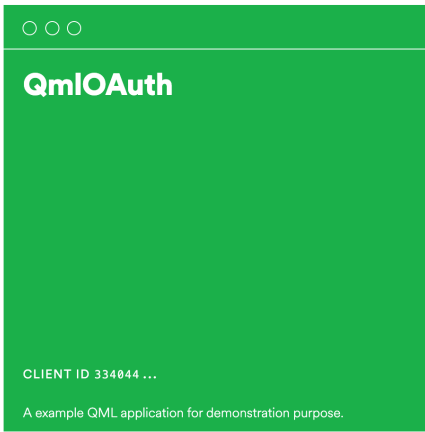 QmlOAuth
CLIENT ID 334044...
A example QML application for demonstration purpose.